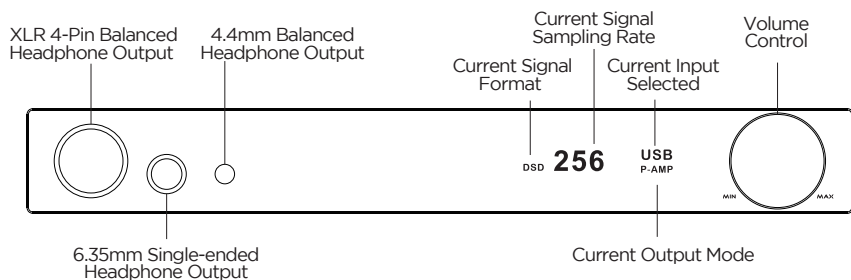 XLR 4-Pin Balanced
Headphone Output
4.4mm Balanced
Headphone Output
Current Signal
Sampling Rate
Current Signal
Format
Current Input
Selected
Volume
Control
DSD 256
USB
P-AMP
MIN
MAX
6.35mm Single-ended
Headphone Output
Current Output Mode